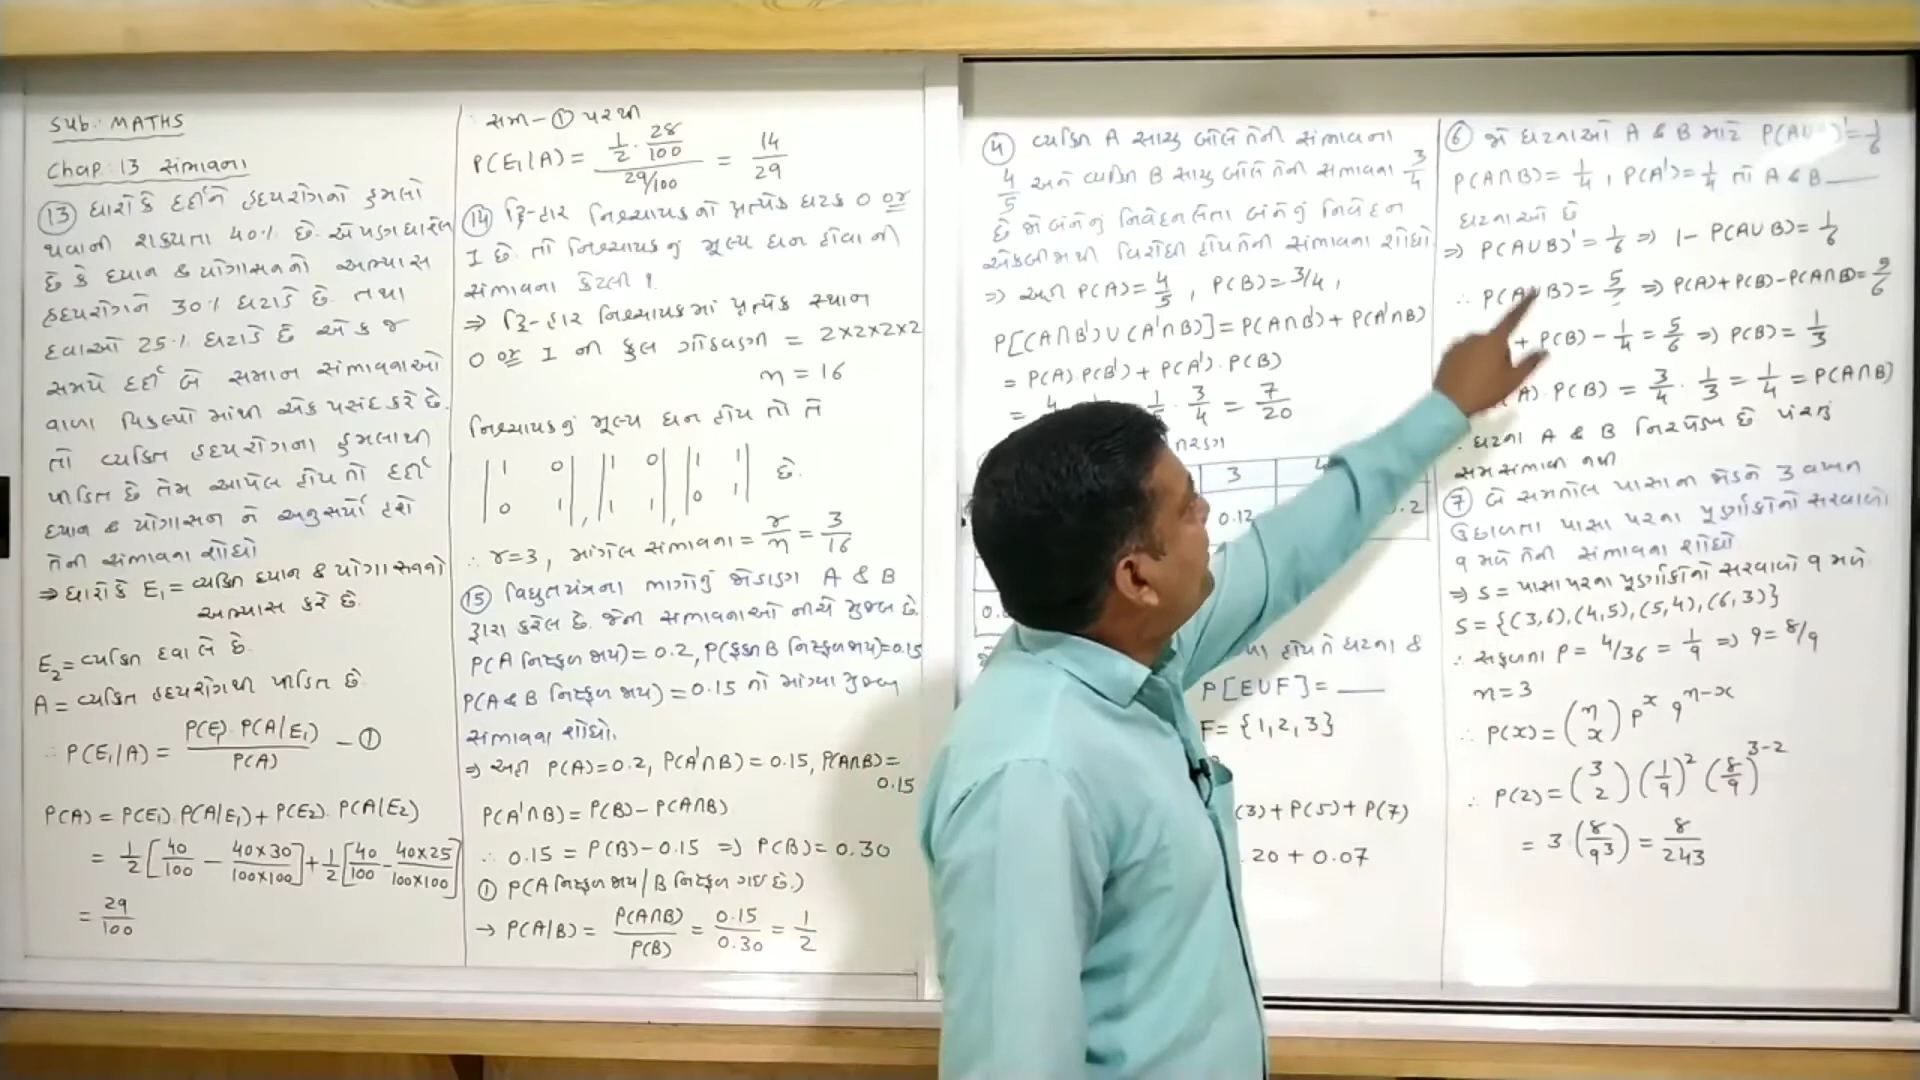 Sub: MATHS
Chap: 13 સંભાવના
(13) ધારોકે દર્દીને હૃદયરોગનો હુમલો
થવાની શક્યતા 40% છે. એ પણ ધારેલ
છે કે ધ્યાન & યોગાસનનો અભ્યાસ
હૃદયરોગને 30% ઘટાડે છે. તથા
દવાઓ 25% ઘટાડે છે એક જ
સમયે દર્દી બે સમાન સંભાવનાઓ
વાળા વિકલ્પો માંથી એક પસંદ કરે છે.
તો વ્યક્તિ હૃદયરોગના હુમલાથી
પીડિત છે તેમ આપેલ હોય તો દર્દી
ધ્યાન & યોગાસન ને અનુસર્યો હશે
તેની સંભાવના શોધો
⇒ ધારોકે E₁ = વ્યક્તિ ધ્યાન & યોગાસનનો
અભ્યાસ કરે છે.
E₂ = વ્યક્તિ દવા લે છે.
A = વ્યક્તિ હૃદયરોગથી પીડિત છે.
∴ P(E₁/A) = P(E₁)·P(A/E₁) / P(A) – ①
P(A) = P(E₁)·P(A/E₁) + P(E₂)·P(A/E₂)
= 1/2 [40/100 − 40×30/100×100] + 1/2 [40/100 − 40×25/100×100]
= 29/100
∴ સમી-① પરથી
P(E₁/A) = (1/2 · 28/100) / (29/100) = 14/29
(14) દ્વિ-હાર નિશ્ચાયકનો પ્રત્યેક ઘટક 0 or
1 છે. તો નિશ્ચાયકનું મૂલ્ય ધન હોવાની
સંભાવના કેટલી?
⇒ દ્વિ-હાર નિશ્ચાયકમાં પ્રત્યેક સ્થાન
0 or 1 ની કુલ ગોઠવણી = 2×2×2×2
n = 16
નિશ્ચાયકનું મૂલ્ય ધન હોય તો તે
|1 0| , |1 0| , |1 1| છે.
|0 1| |1 1| |0 1|
∴ r=3, માંગેલ સંભાવના = r/n = 3/16
(15) વિદ્યુતયંત્રના ભાગોનું જોડાણ A & B
દ્વારા કરેલ છે. જેની સંભાવનાઓ નીચે મુજબ છે.
P(A નિષ્ફળ જાય) = 0.2, P(ફક્ત B નિષ્ફળ જાય) = 0.15
P(A & B નિષ્ફળ જાય) = 0.15 તો માંગ્યા મુજબ
સંભાવના શોધો.
⇒ અહીં P(A)=0.2, P(A'∩B) = 0.15, P(A∩B) =
0.15
P(A'∩B) = P(B) − P(A∩B)
∴ 0.15 = P(B) − 0.15 ⇒ P(B) = 0.30
① P(A નિષ્ફળ જાય / B નિષ્ફળ ગઇ છે.)
→ P(A/B) = P(A∩B)/P(B) = 0.15/0.30 = 1/2
(4) વ્યક્તિ A સાચુ બોલે તેની સંભાવના
4/5 અને વ્યક્તિ B સાચુ બોલે તેની સંભાવના 3/4
છે જો બંનેનું નિવેદન લેતા બંનેનું નિવેદન
એકબીજાથી વિરોધી હોય તેની સંભાવના શોધો.
⇒ અહીં P(A) = 4/5, P(B) = 3/4,
P[(A∩B')∪(A'∩B)] = P(A∩B') + P(A'∩B)
= P(A)·P(B') + P(A')·P(B)
= 3/4 = 7/20
3 4
0.12 .2
0.
હોય તે ઘટના &
P[E∪F] = ____
F = {1,2,3}
(3)+P(5)+P(7)
.20 + 0.07
(6) જો ઘટનાઓ A & B માટે P(A∪ )' = 1/6
P(A∩B) = 1/4, P(A') = 1/4 તો A & B ____
ઘટનાઓ છે
⇒ P(A∪B)' = 1/6 ⇒ 1 − P(A∪B) = 1/6
∴ P(A∪B) = 5/ ⇒ P(A)+P(B)−P(A∩B) = 5/6
+ P(B) − 1/4 = 5/6 ⇒ P(B) = 1/3
A)·P(B) = 3/4 · 1/3 = 1/4 = P(A∩B)
∴ ઘટના A & B નિરપેક્ષ છે પરંતુ
સમસંભાવી નથી
(7) બે સમતોલ પાસાના જોડને 3 વખત
ઉછાળતા પાસા પરના પૂર્ણાંકોનો સરવાળો
9 મળે તેની સંભાવના શોધો
⇒ S = પાસા પરના પૂર્ણાંકોનો સરવાળો 9 મળે
S = {(3,6),(4,5),(5,4),(6,3)}
∴ સફળતા P = 4/36 = 1/9 ⇒ q = 8/9
n = 3
∴ P(x) = (n x) pˣ qⁿ⁻ˣ
∴ P(2) = (3 2) (1/9)² (8/9)³⁻²
= 3·(8/9³) = 8/243